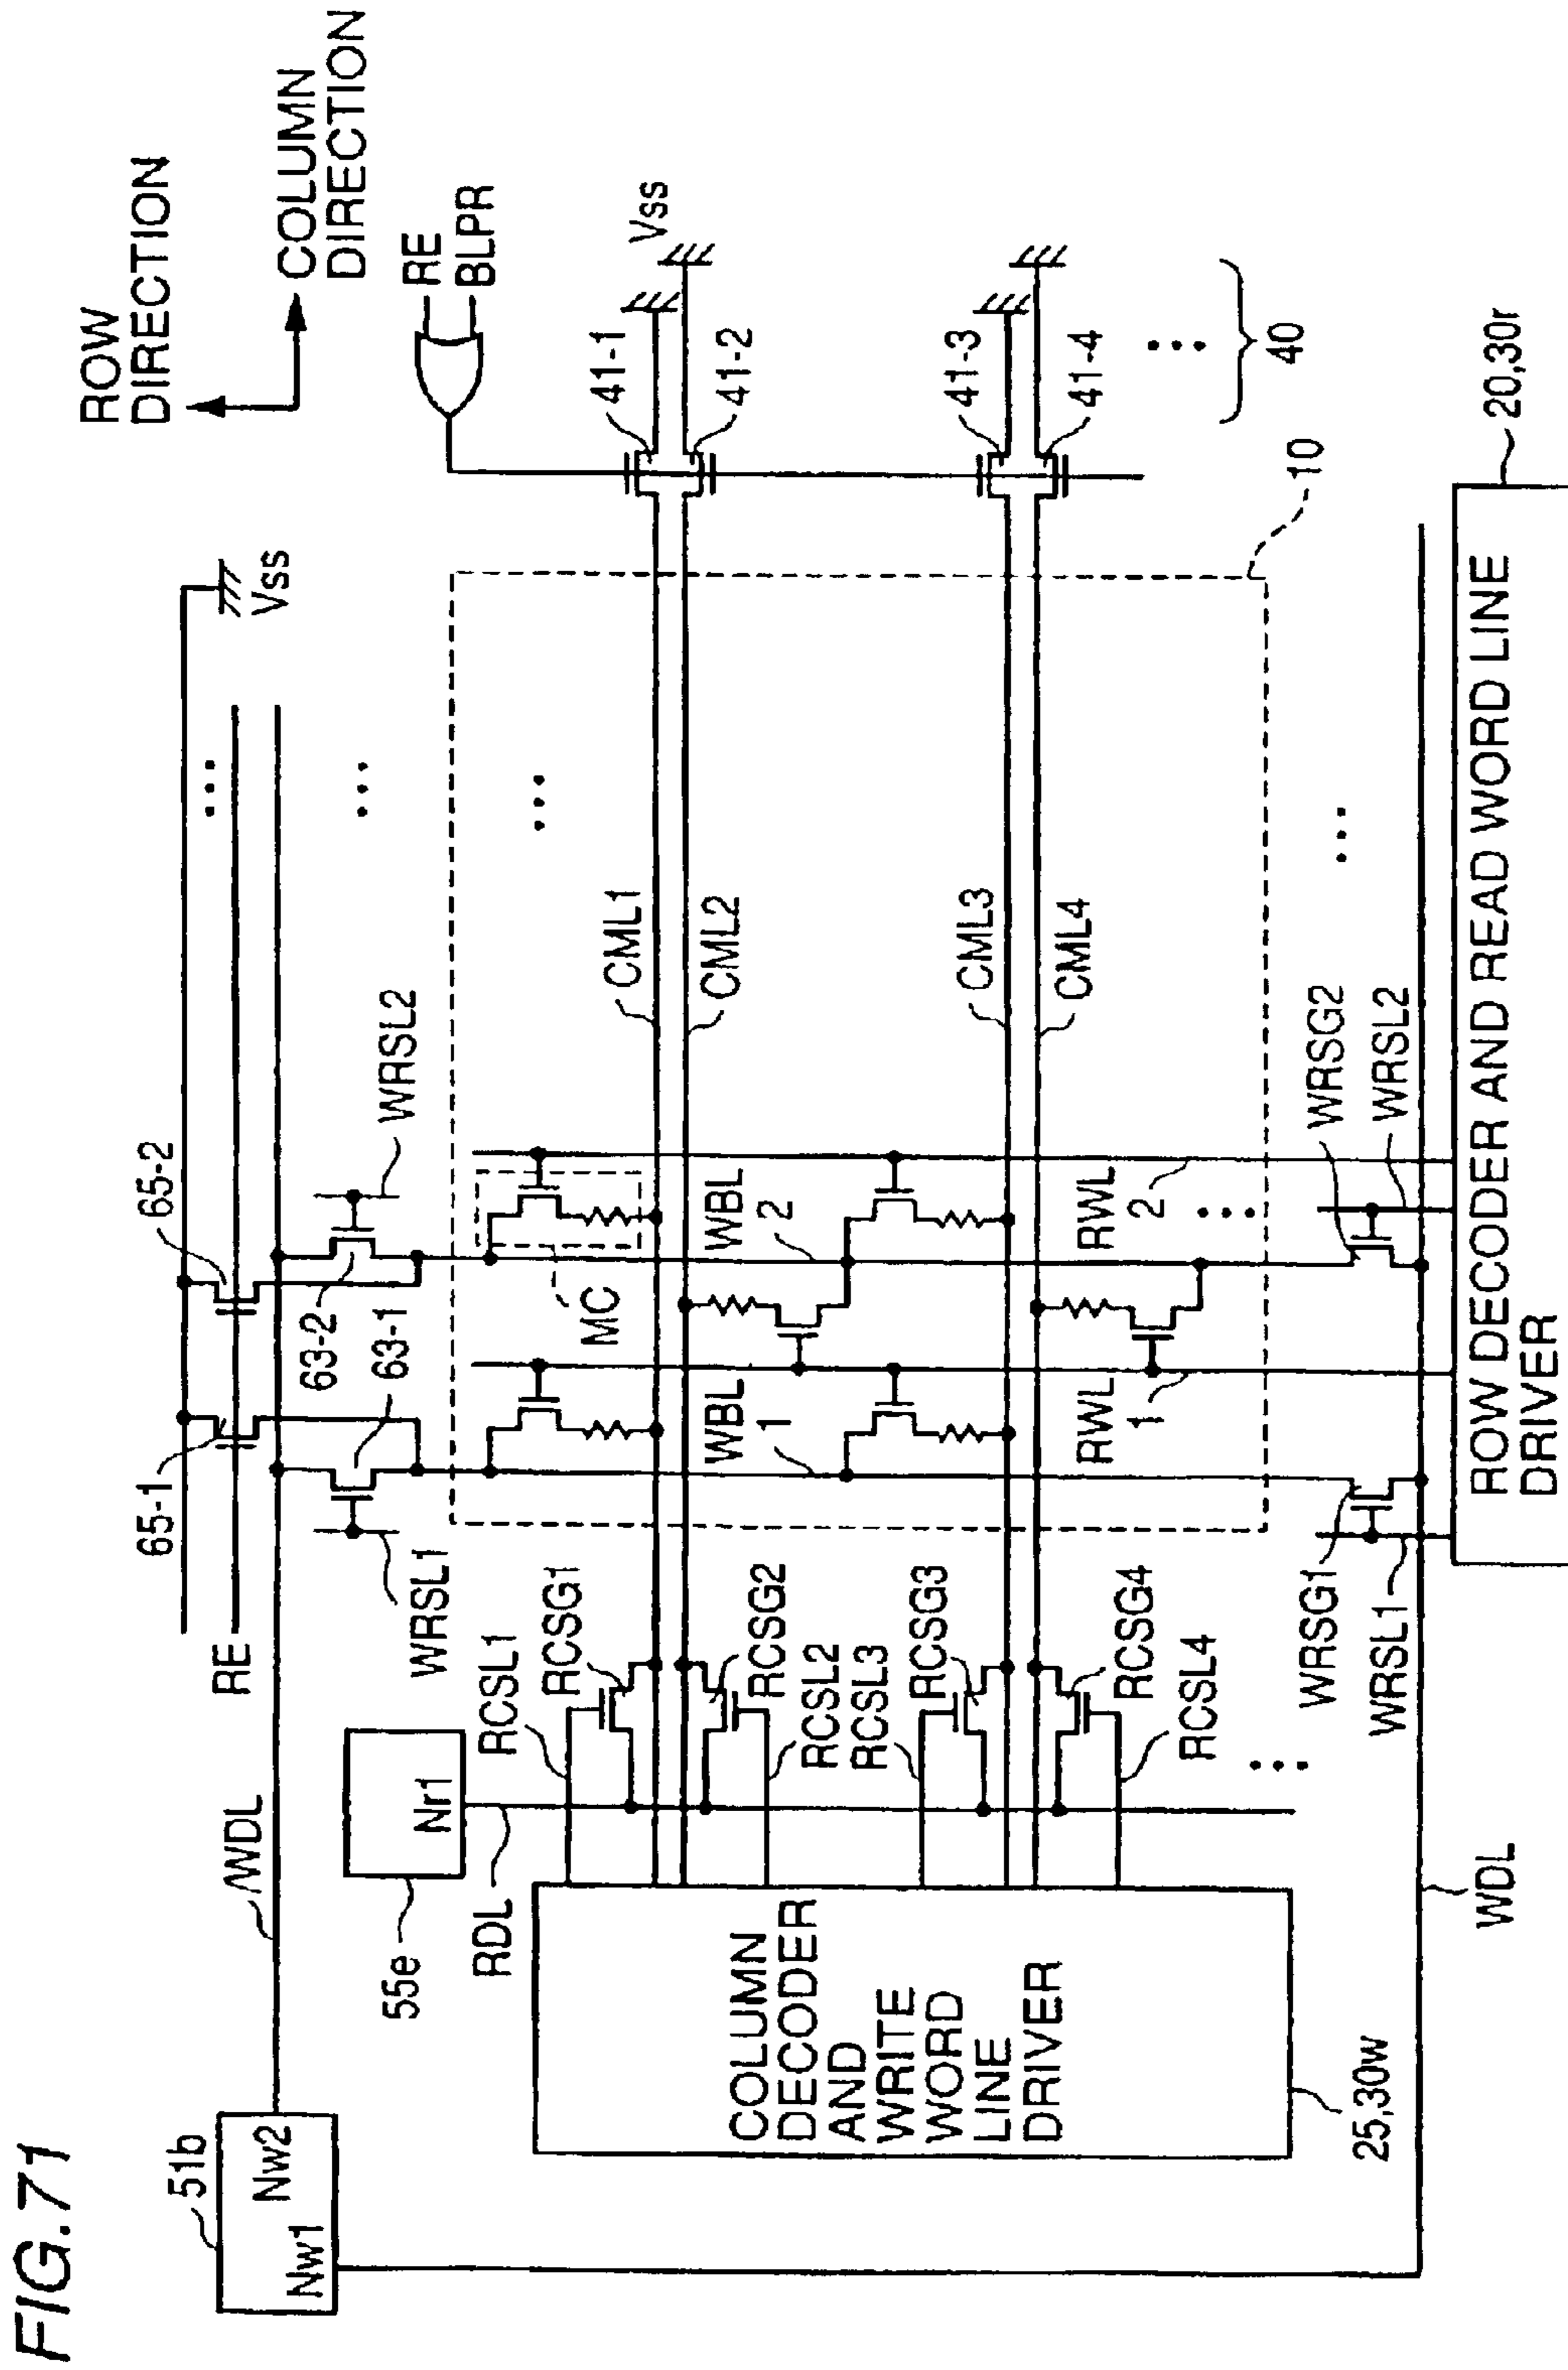 FIG.71
ROW
DIRECTION
COLUMN
DIRECTION
51b
Nw2
Nw1
/WDL
65-1
65-2
Vss
RE
63-2
63-1
WRSL1
WRSL2
RE
BLPR
55e
Nr1
RDL
RCSL1
RCSG1
MC
CML1
41-1
Vss
CML2
41-2
RCSG2
RCSL2
WBL
1
WBL
2
COLUMN
DECODER
AND
WRITE
WORD
LINE
DRIVER
25,30w
RCSL3
RCSG3
CML3
41-3
CML4
41-4
RCSG4
RCSL4
RWL
1
RWL
2
40
10
WRSG1
WRSL1
WRSG2
WRSL2
WDL
20,30r
ROW DECODER AND READ WORD LINE
DRIVER